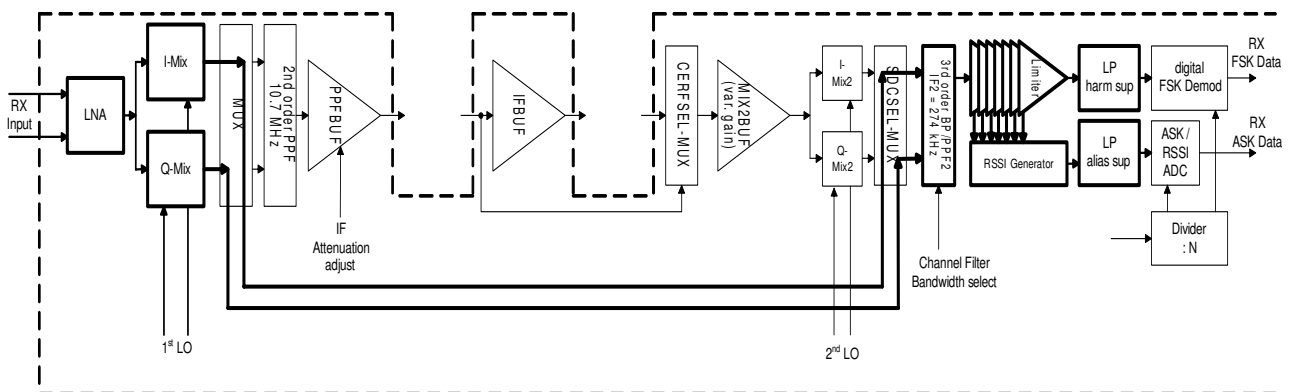 RX
Input
LNA
I-Mix
Q-Mix
MUX
2nd order PPF
10.7 MHz
PPFBUF
IF
Attenuation
adjust
1st LO
IFBUF
CERFSEL-MUX
MIX2BUF
(var. gain)
I-
Mix2
Q-
Mix2
2nd LO
SDCSEL-MUX
3rd order BP/PPF2
IF2 = 274 kHz
Channel Filter
Bandwidth select
Limiter
RSSI Generator
LP
harm sup
LP
alias sup
digital
FSK Demod
ASK /
RSSI
ADC
Divider
: N
RX
FSK Data
RX
ASK Data